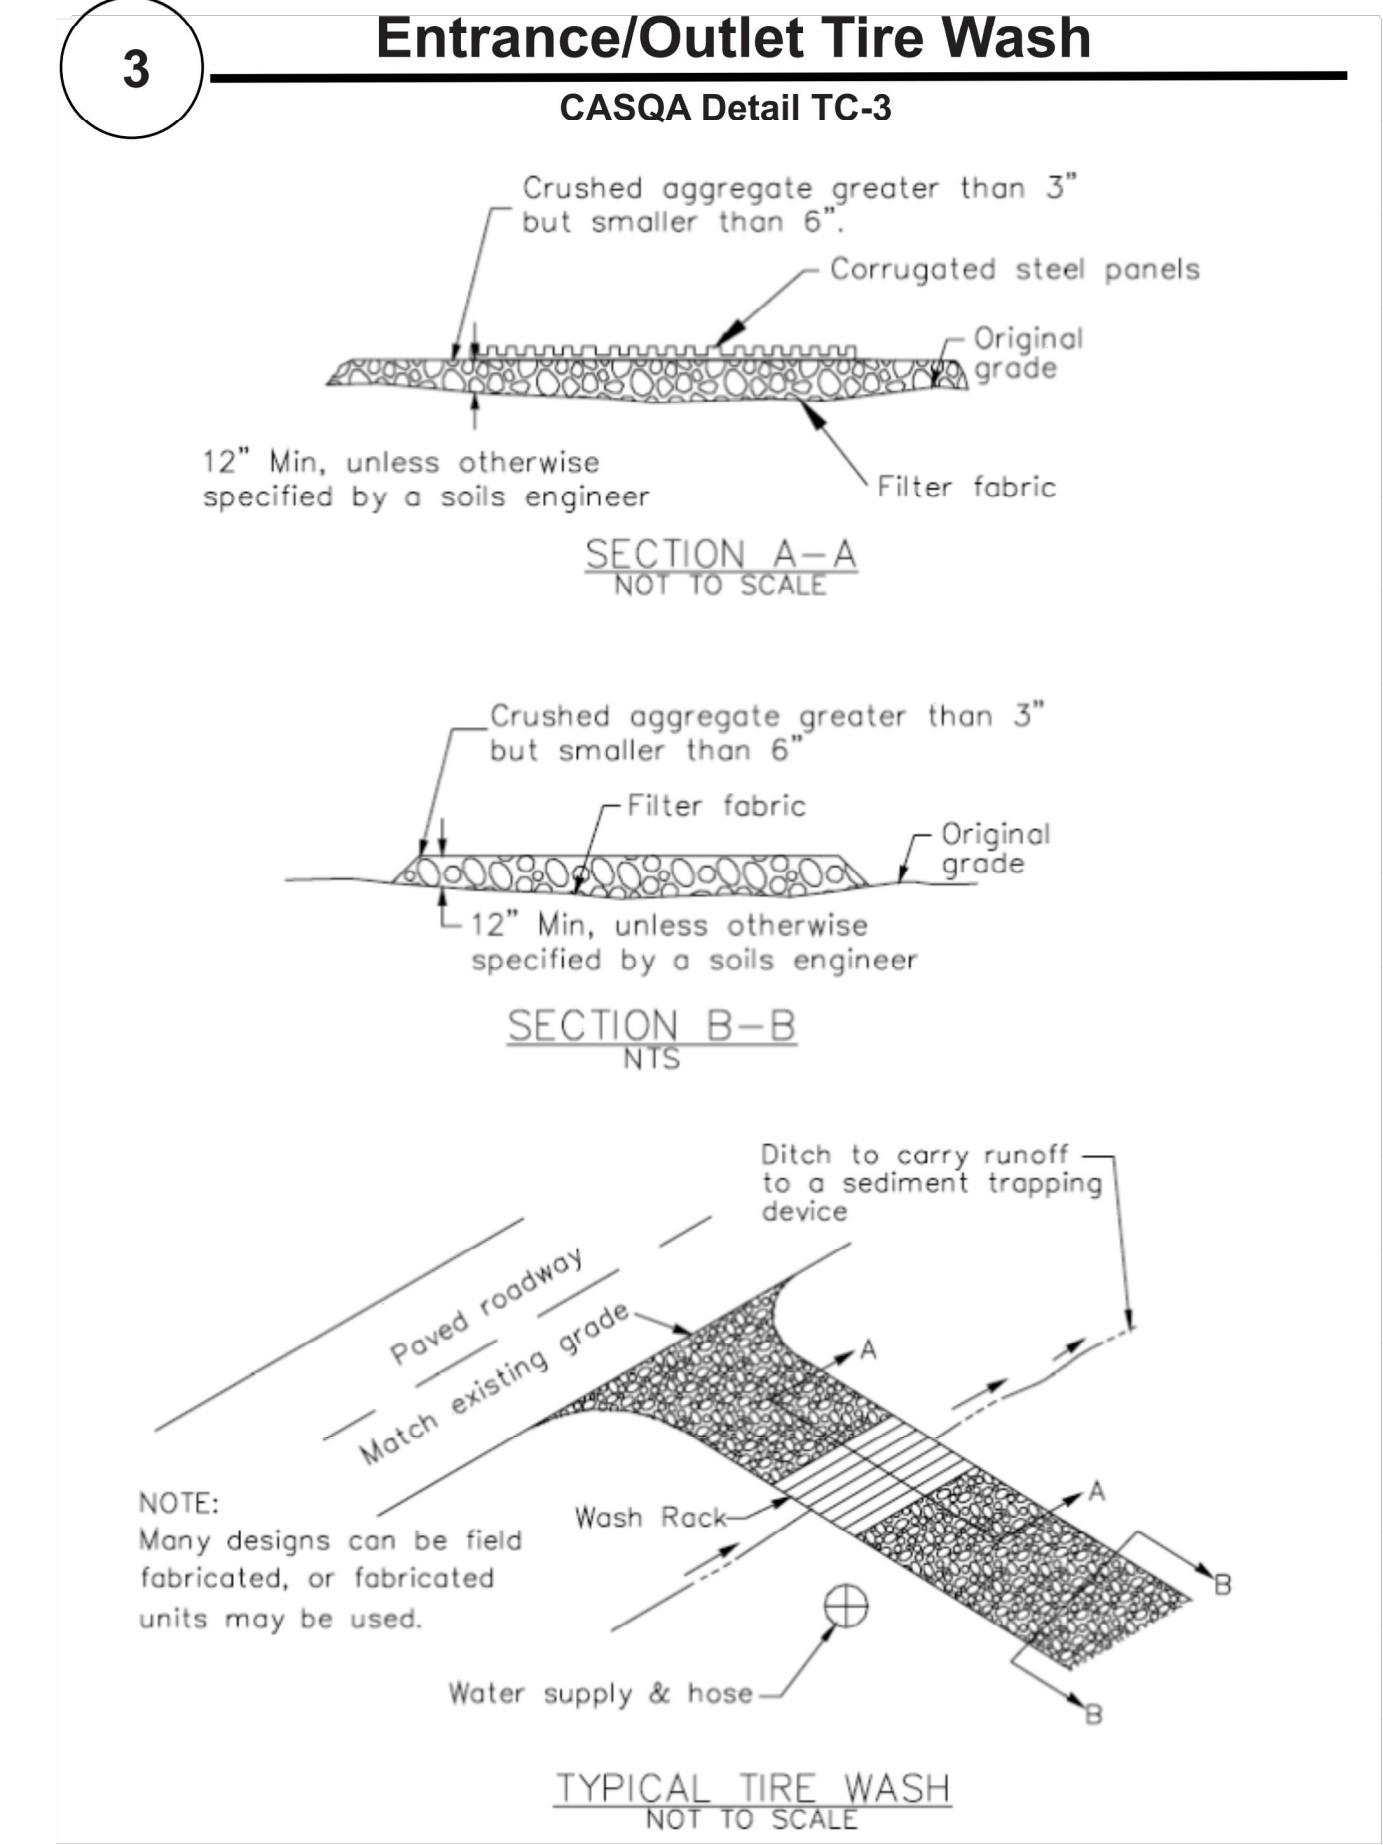 3
Entrance/Outlet Tire Wash
CASQA Detail TC-3
Crushed aggregate greater than 3"
but smaller than 6".
Corrugated steel panels
Original
grade
12" Min, unless otherwise
specified by a soils engineer
Filter fabric
SECTION A-A
NOT TO SCALE
Crushed aggregate greater than 3"
but smaller than 6"
Filter fabric
Original
grade
12" Min, unless otherwise
specified by a soils engineer
SECTION B-B
NTS
Ditch to carry runoff
to a sediment trapping
device
Paved roadway
Match existing grade
A
A
NOTE:
Many designs can be field
fabricated, or fabricated
units may be used.
Wash Rack
B
Water supply & hose
B
TYPICAL TIRE WASH
NOT TO SCALE